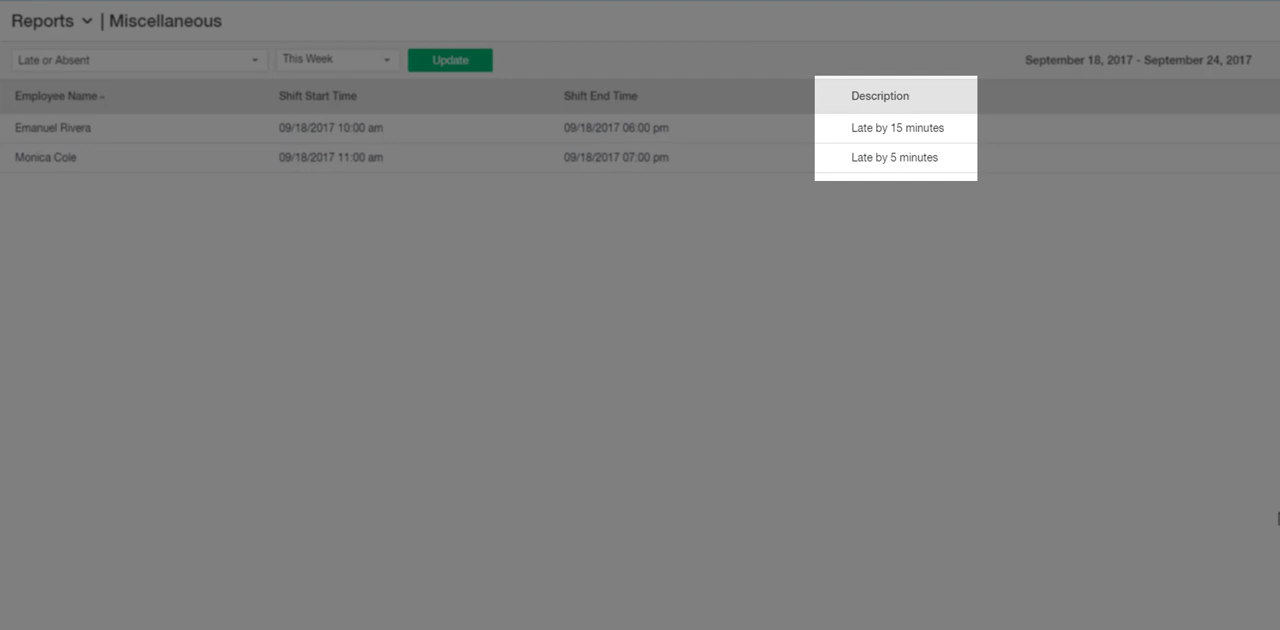 Reports | Miscellaneous
Late or Absent This Week Update September 18, 2017 - September 24, 2017
Employee Name Shift Start Time Shift End Time Description
Emanuel Rivera 09/18/2017 10:00 am 09/18/2017 06:00 pm Late by 15 minutes
Monica Cole 09/18/2017 11:00 am 09/18/2017 07:00 pm Late by 5 minutes